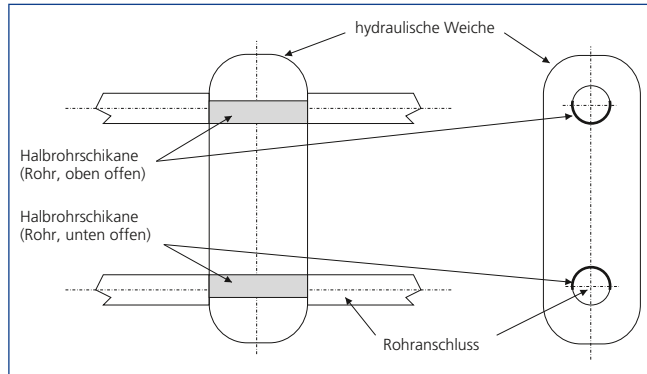 hydraulische Weiche
Halbrohrschikane
(Rohr, oben offen)
Halbrohrschikane
(Rohr, unten offen)
Rohranschluss